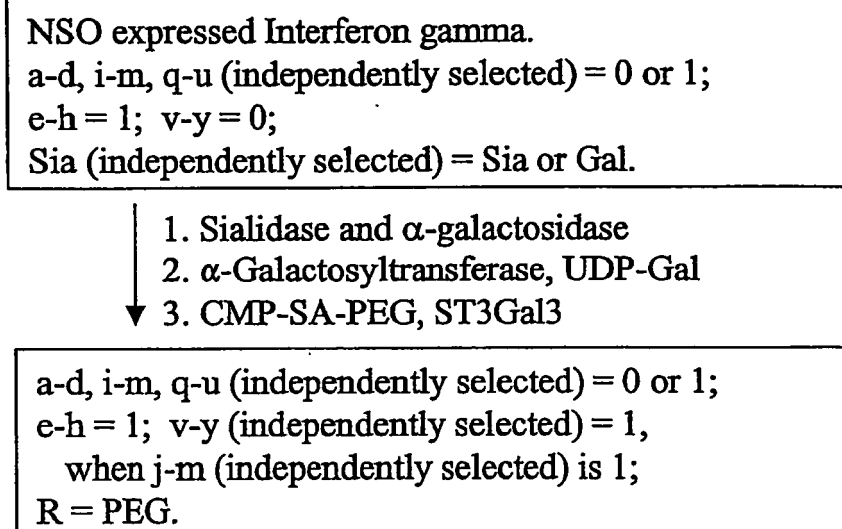 NSO expressed Interferon gamma.
a-d, i-m, q-u (independently selected) = 0 or 1;
e-h = 1; v-y = 0;
Sia (independently selected) = Sia or Gal.
1. Sialidase and α-galactosidase
2. α-Galactosyltransferase, UDP-Gal
3. CMP-SA-PEG, ST3Gal3
a-d, i-m, q-u (independently selected) = 0 or 1;
e-h = 1; v-y (independently selected) = 1,
when j-m (independently selected) is 1;
R = PEG.